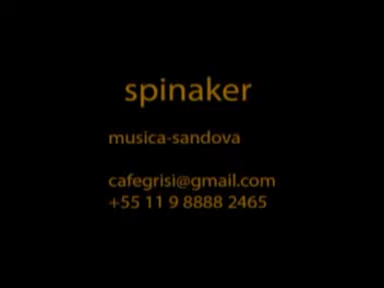 spinaker
musica-sandova
cafegrisi@gmail.com
+55 11 9 8888 2465